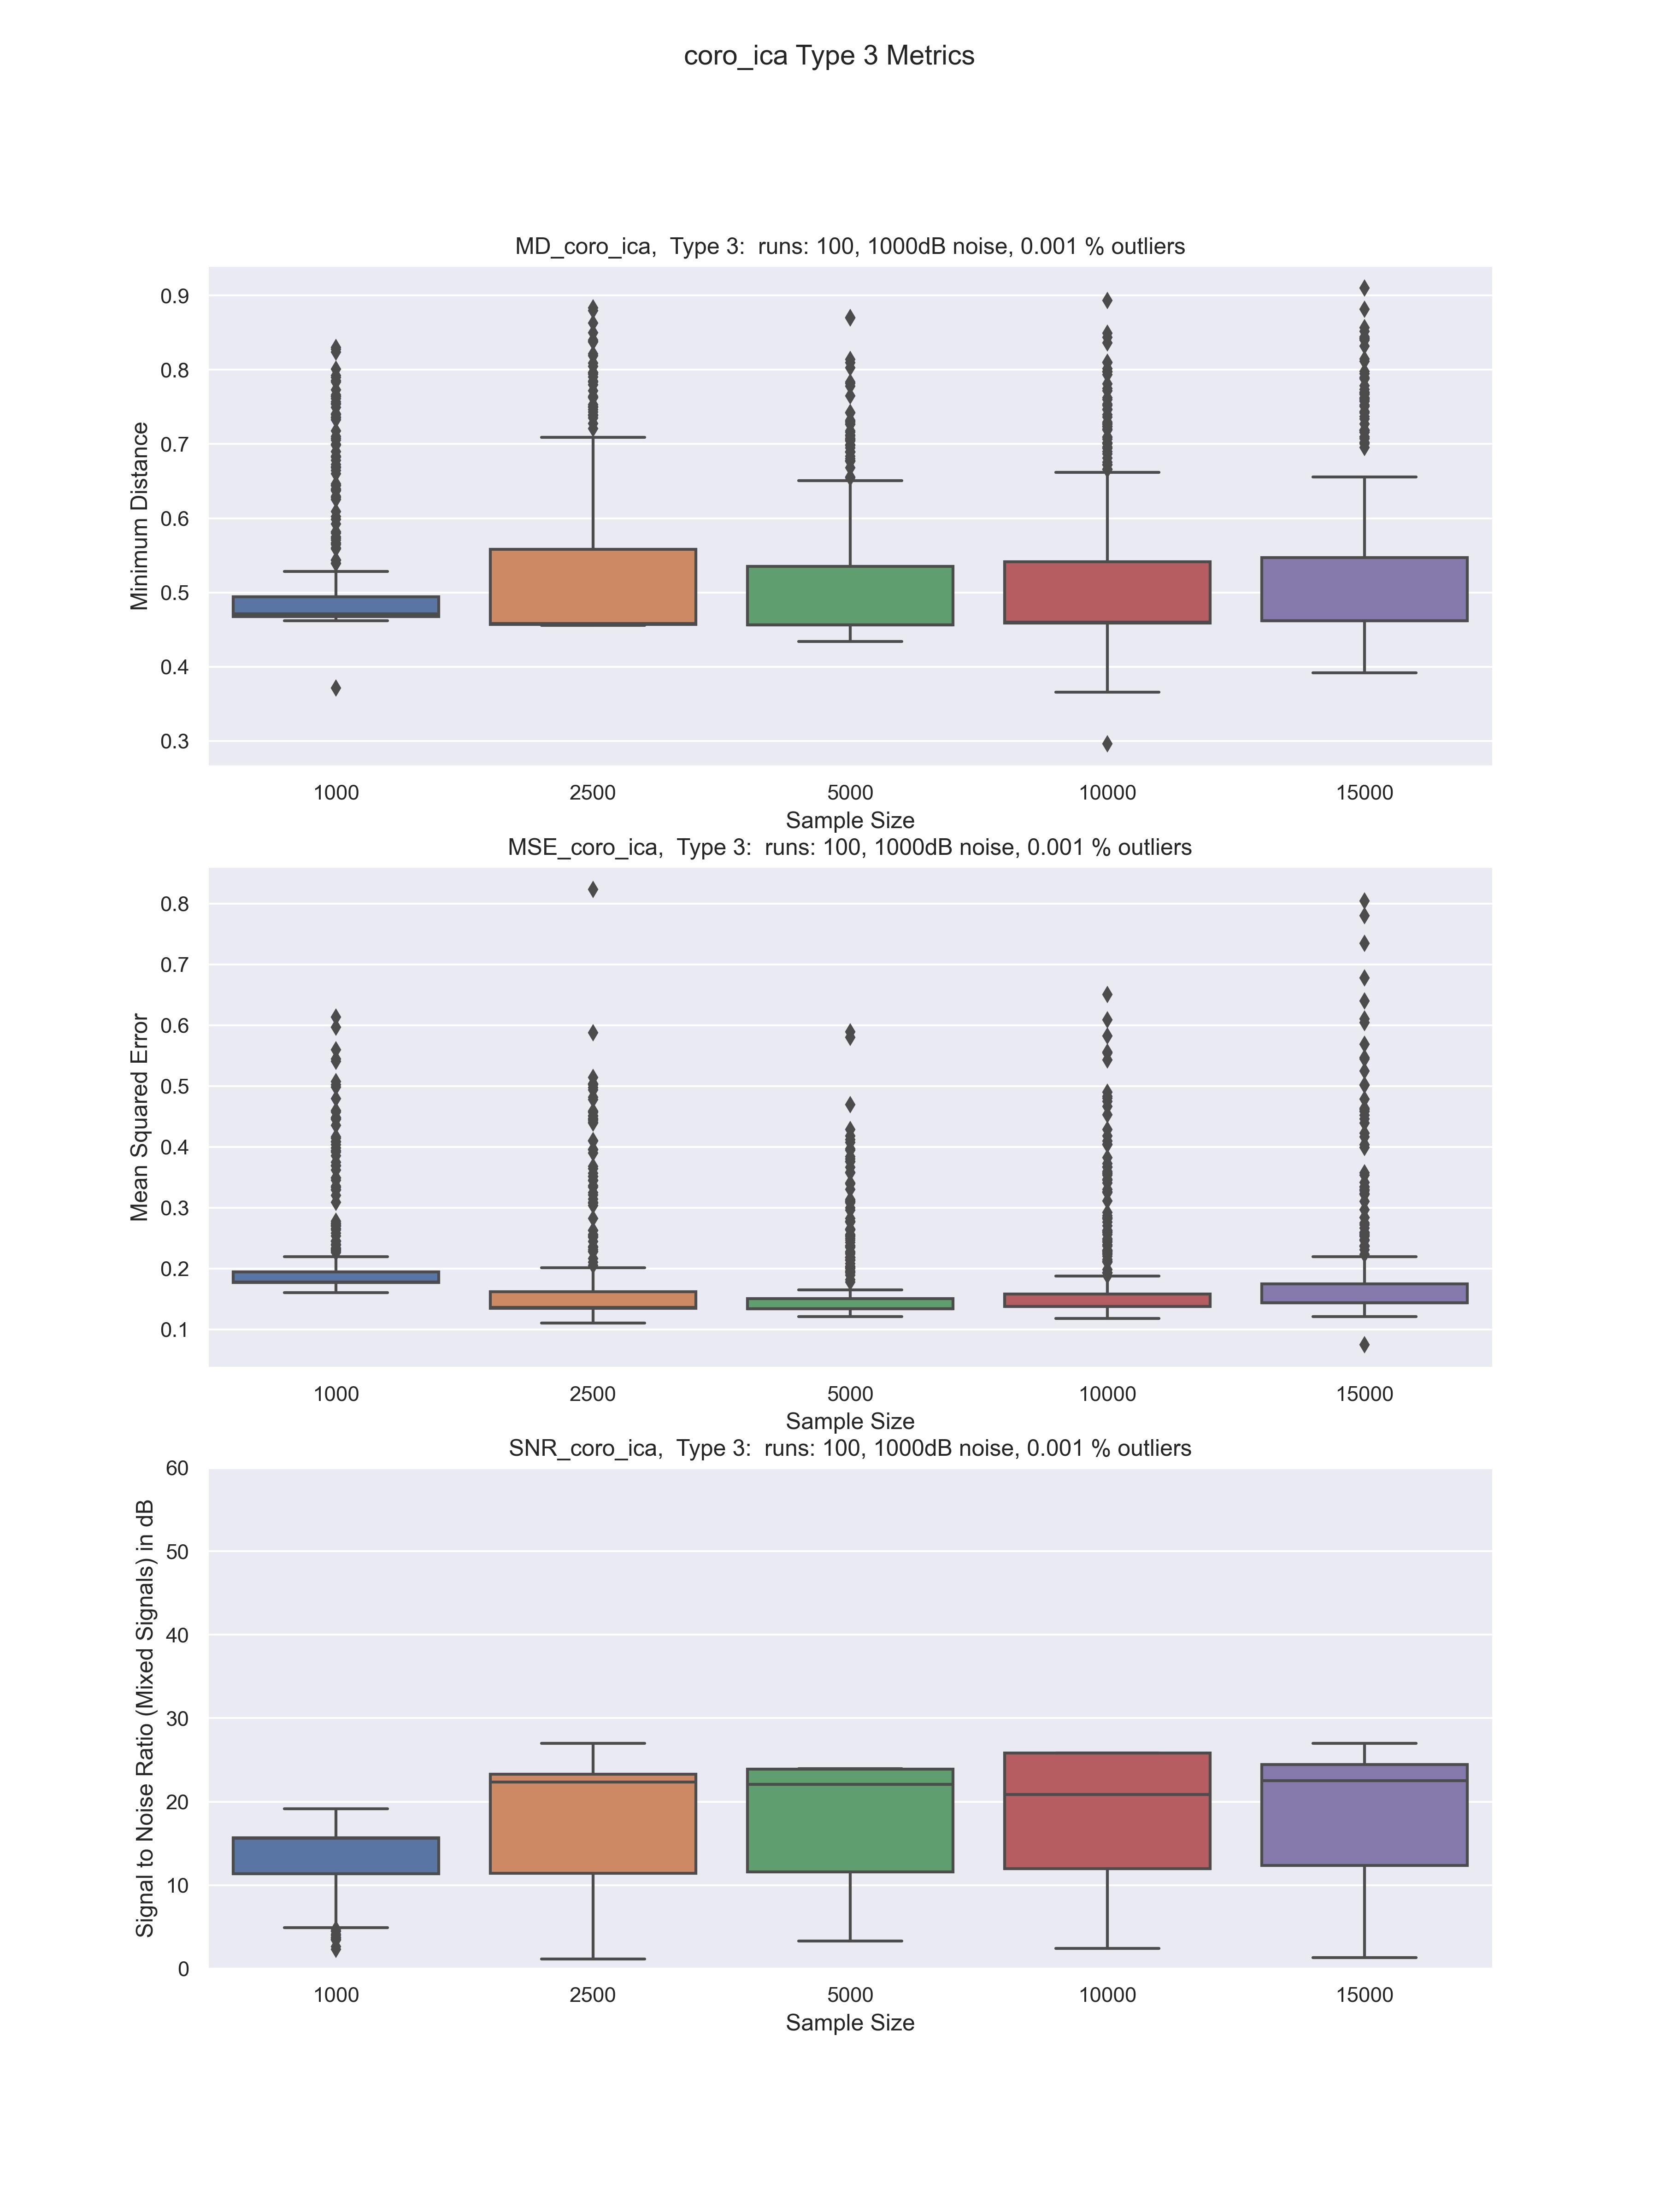 coro_ica Type 3 Metrics
MD_coro_ica,  Type 3:  runs: 100, 1000dB noise, 0.001 % outliers
Minimum Distance
0.9
0.8
0.7
0.6
0.5
0.4
0.3
1000 2500 5000 10000 15000
Sample Size
MSE_coro_ica,  Type 3:  runs: 100, 1000dB noise, 0.001 % outliers
Mean Squared Error
0.8
0.7
0.6
0.5
0.4
0.3
0.2
0.1
1000 2500 5000 10000 15000
Sample Size
SNR_coro_ica,  Type 3:  runs: 100, 1000dB noise, 0.001 % outliers
Signal to Noise Ratio (Mixed Signals) in dB
60
50
40
30
20
10
0
1000 2500 5000 10000 15000
Sample Size